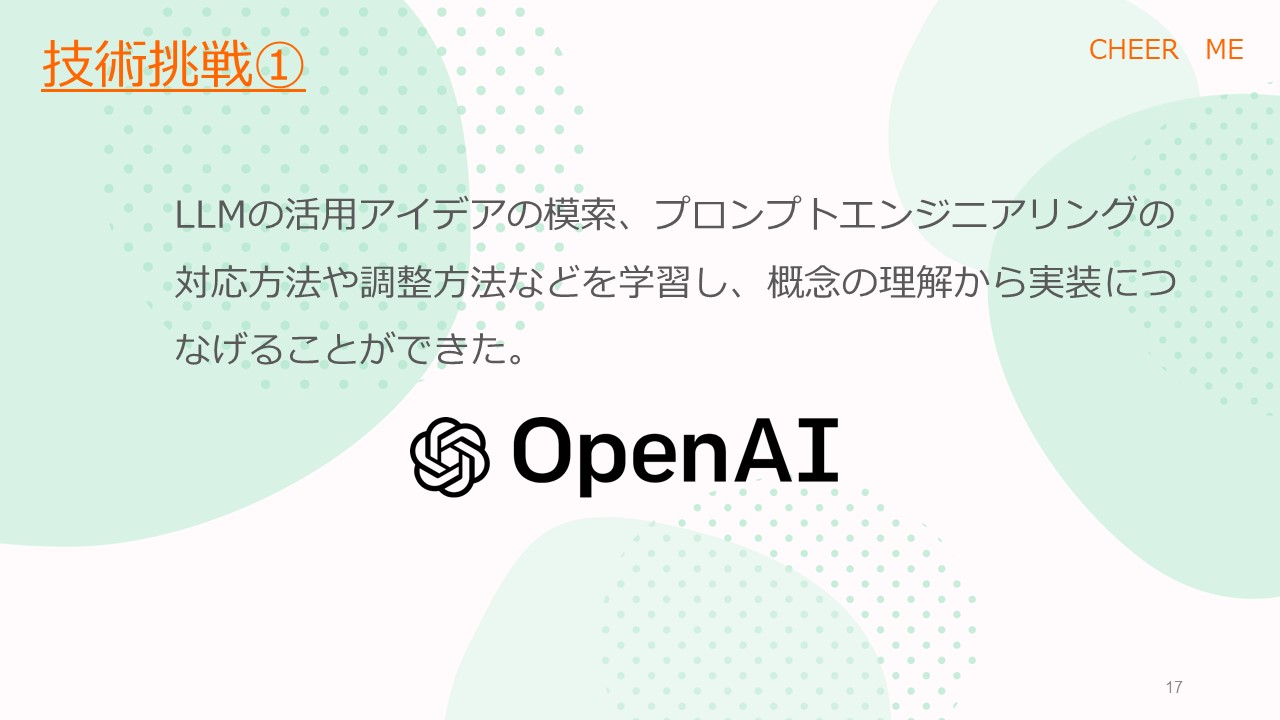 技術挑戦①
CHEER ME
LLMの活用アイデアの模索、プロンプトエンジニアリングの
対応方法や調整方法などを学習し、概念の理解から実装につ
なげることができた。
OpenAI
17